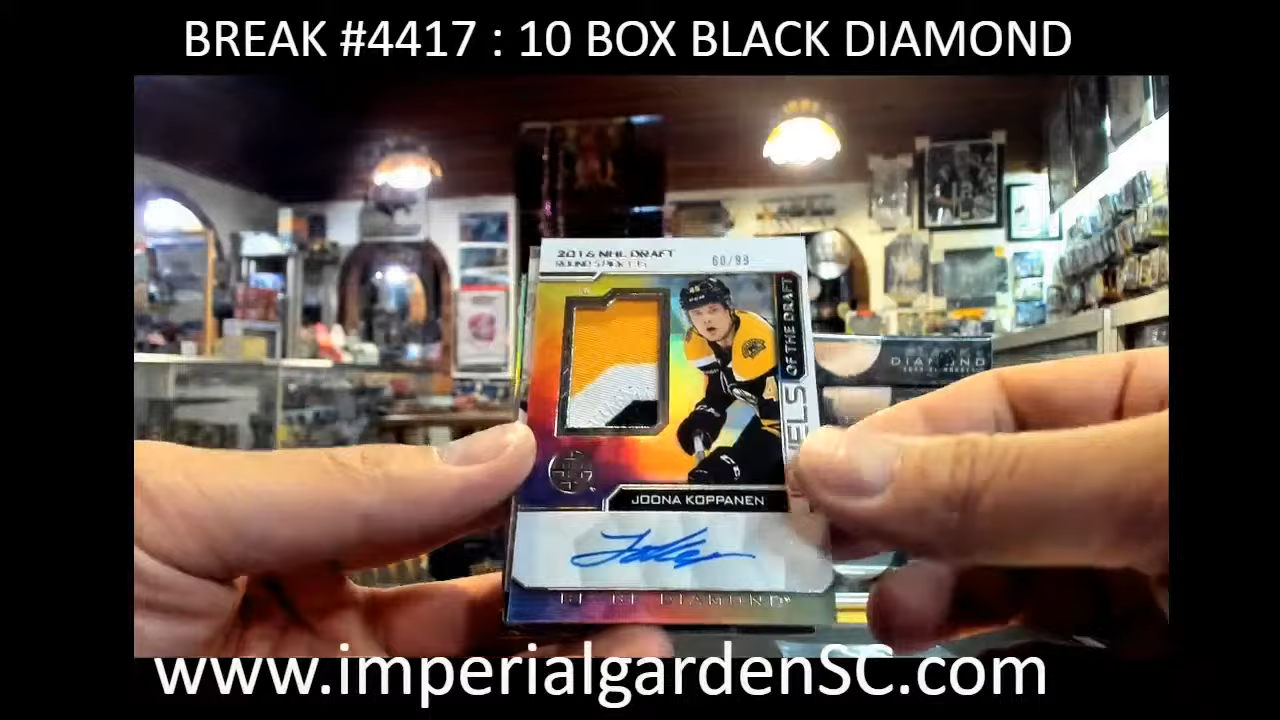 BREAK #4417 : 10 BOX BLACK DIAMOND
2016 NHL DRAFT
60/99
OF THE DRAFT
JOONA KOPPANEN
DIAMOND
DIAMOND
www.imperialgardenSC.com